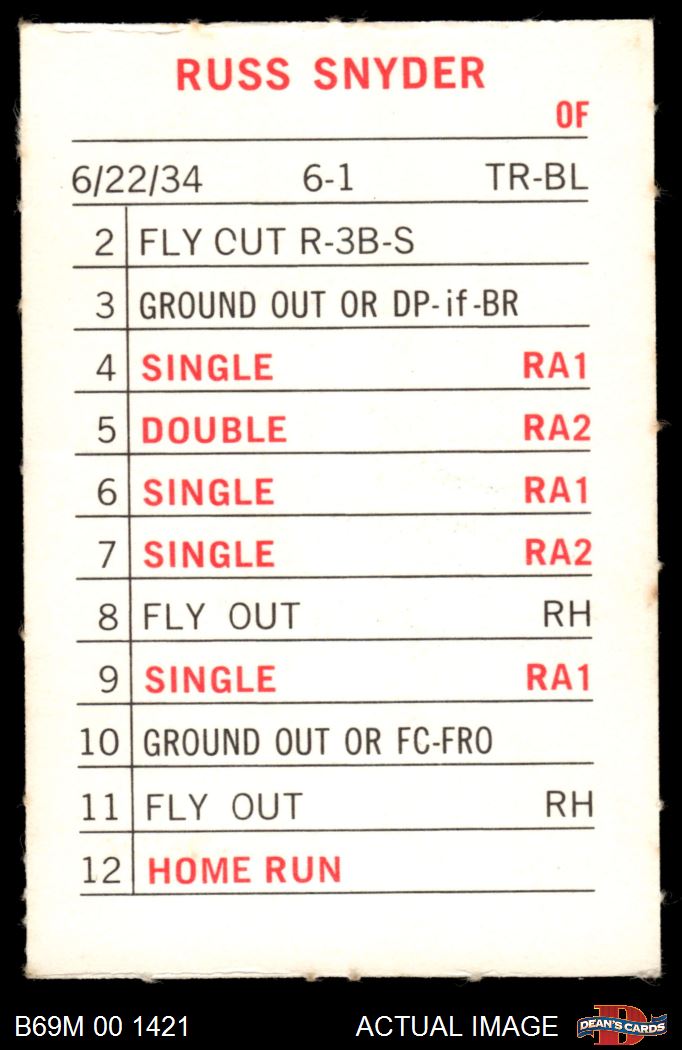 RUSS SNYDER
OF
6/22/34 6-1 TR-BL
2 FLY OUT R-3B-S
3 GROUND OUT OR DP-if-BR
4 SINGLE RA1
5 DOUBLE RA2
6 SINGLE RA1
7 SINGLE RA2
8 FLY OUT RH
9 SINGLE RA1
10 GROUND OUT OR FC-FRO
11 FLY OUT RH
12 HOME RUN
B69M 00 1421 ACTUAL IMAGE
D
DEAN'S CARDS